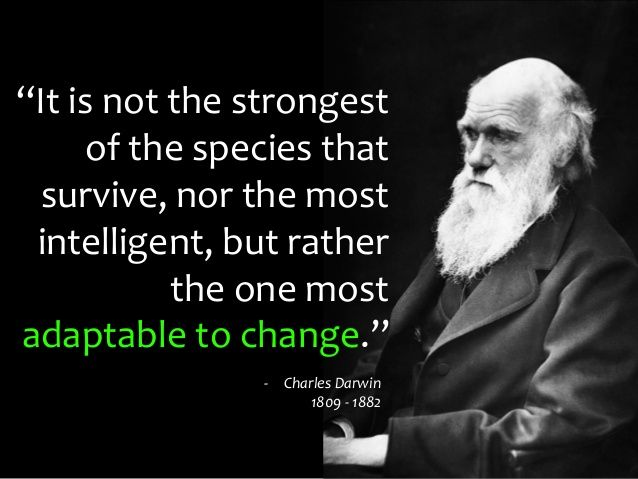 “It is not the strongest
of the species that
survive, nor the most
intelligent, but rather
the one most
adaptable to change.”
- Charles Darwin
1809 - 1882